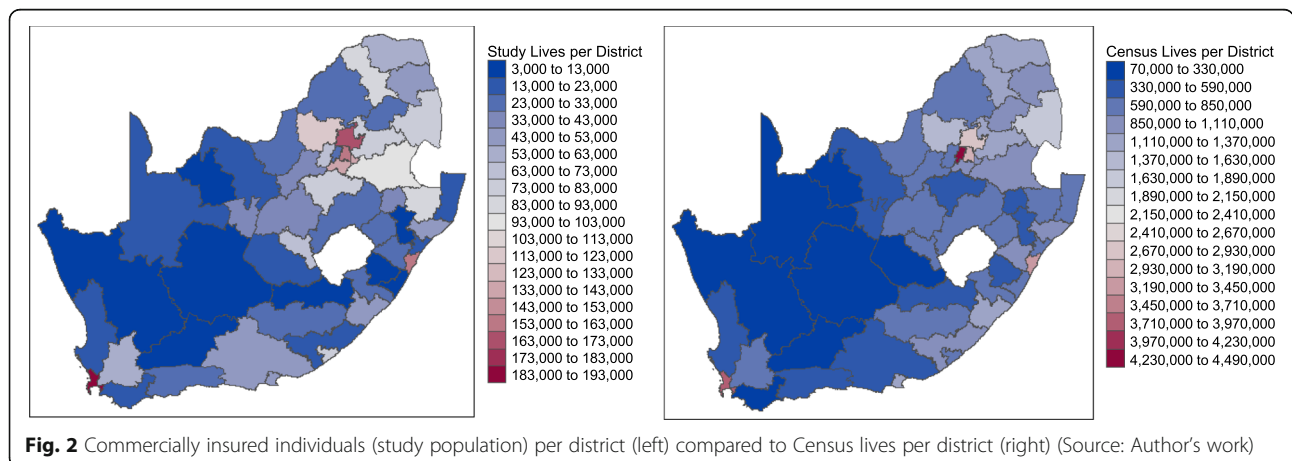 Study Lives per District
3,000 to 13,000
13,000 to 23,000
23,000 to 33,000
33,000 to 43,000
43,000 to 53,000
53,000 to 63,000
63,000 to 73,000
73,000 to 83,000
83,000 to 93,000
93,000 to 103,000
103,000 to 113,000
113,000 to 123,000
123,000 to 133,000
133,000 to 143,000
143,000 to 153,000
153,000 to 163,000
163,000 to 173,000
173,000 to 183,000
183,000 to 193,000
Census Lives per District
70,000 to 330,000
330,000 to 590,000
590,000 to 850,000
850,000 to 1,110,000
1,110,000 to 1,370,000
1,370,000 to 1,630,000
1,630,000 to 1,890,000
1,890,000 to 2,150,000
2,150,000 to 2,410,000
2,410,000 to 2,670,000
2,670,000 to 2,930,000
2,930,000 to 3,190,000
3,190,000 to 3,450,000
3,450,000 to 3,710,000
3,710,000 to 3,970,000
3,970,000 to 4,230,000
4,230,000 to 4,490,000
Fig. 2 Commercially insured individuals (study population) per district (left) compared to Census lives per district (right) (Source: Author's work)